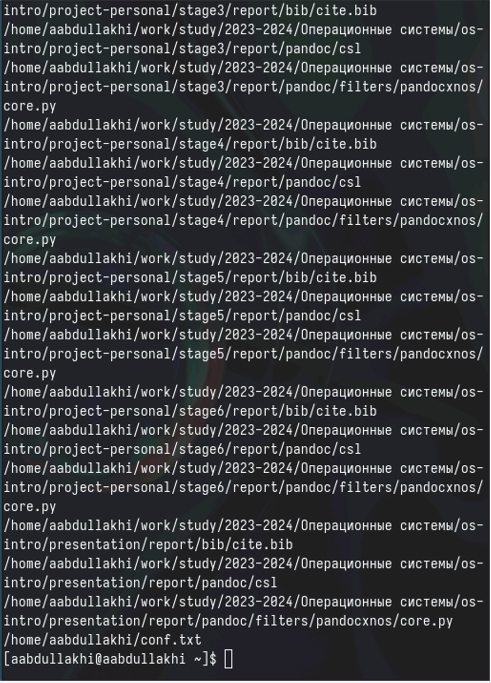 intro/project-personal/stage3/report/bib/cite.bib
/home/aabdullakhi/work/study/2023-2024/Операционные системы/os-
intro/project-personal/stage3/report/pandoc/csl
/home/aabdullakhi/work/study/2023-2024/Операционные системы/os-
intro/project-personal/stage3/report/pandoc/filters/pandocxnos/
core.py
/home/aabdullakhi/work/study/2023-2024/Операционные системы/os-
intro/project-personal/stage4/report/bib/cite.bib
/home/aabdullakhi/work/study/2023-2024/Операционные системы/os-
intro/project-personal/stage4/report/pandoc/csl
/home/aabdullakhi/work/study/2023-2024/Операционные системы/os-
intro/project-personal/stage4/report/pandoc/filters/pandocxnos/
core.py
/home/aabdullakhi/work/study/2023-2024/Операционные системы/os-
intro/project-personal/stage5/report/bib/cite.bib
/home/aabdullakhi/work/study/2023-2024/Операционные системы/os-
intro/project-personal/stage5/report/pandoc/csl
/home/aabdullakhi/work/study/2023-2024/Операционные системы/os-
intro/project-personal/stage5/report/pandoc/filters/pandocxnos/
core.py
/home/aabdullakhi/work/study/2023-2024/Операционные системы/os-
intro/project-personal/stage6/report/bib/cite.bib
/home/aabdullakhi/work/study/2023-2024/Операционные системы/os-
intro/project-personal/stage6/report/pandoc/csl
/home/aabdullakhi/work/study/2023-2024/Операционные системы/os-
intro/project-personal/stage6/report/pandoc/filters/pandocxnos/
core.py
/home/aabdullakhi/work/study/2023-2024/Операционные системы/os-
intro/presentation/report/bib/cite.bib
/home/aabdullakhi/work/study/2023-2024/Операционные системы/os-
intro/presentation/report/pandoc/csl
/home/aabdullakhi/work/study/2023-2024/Операционные системы/os-
intro/presentation/report/pandoc/filters/pandocxnos/core.py
/home/aabdullakhi/conf.txt
[aabdullakhi@aabdullakhi ~]$